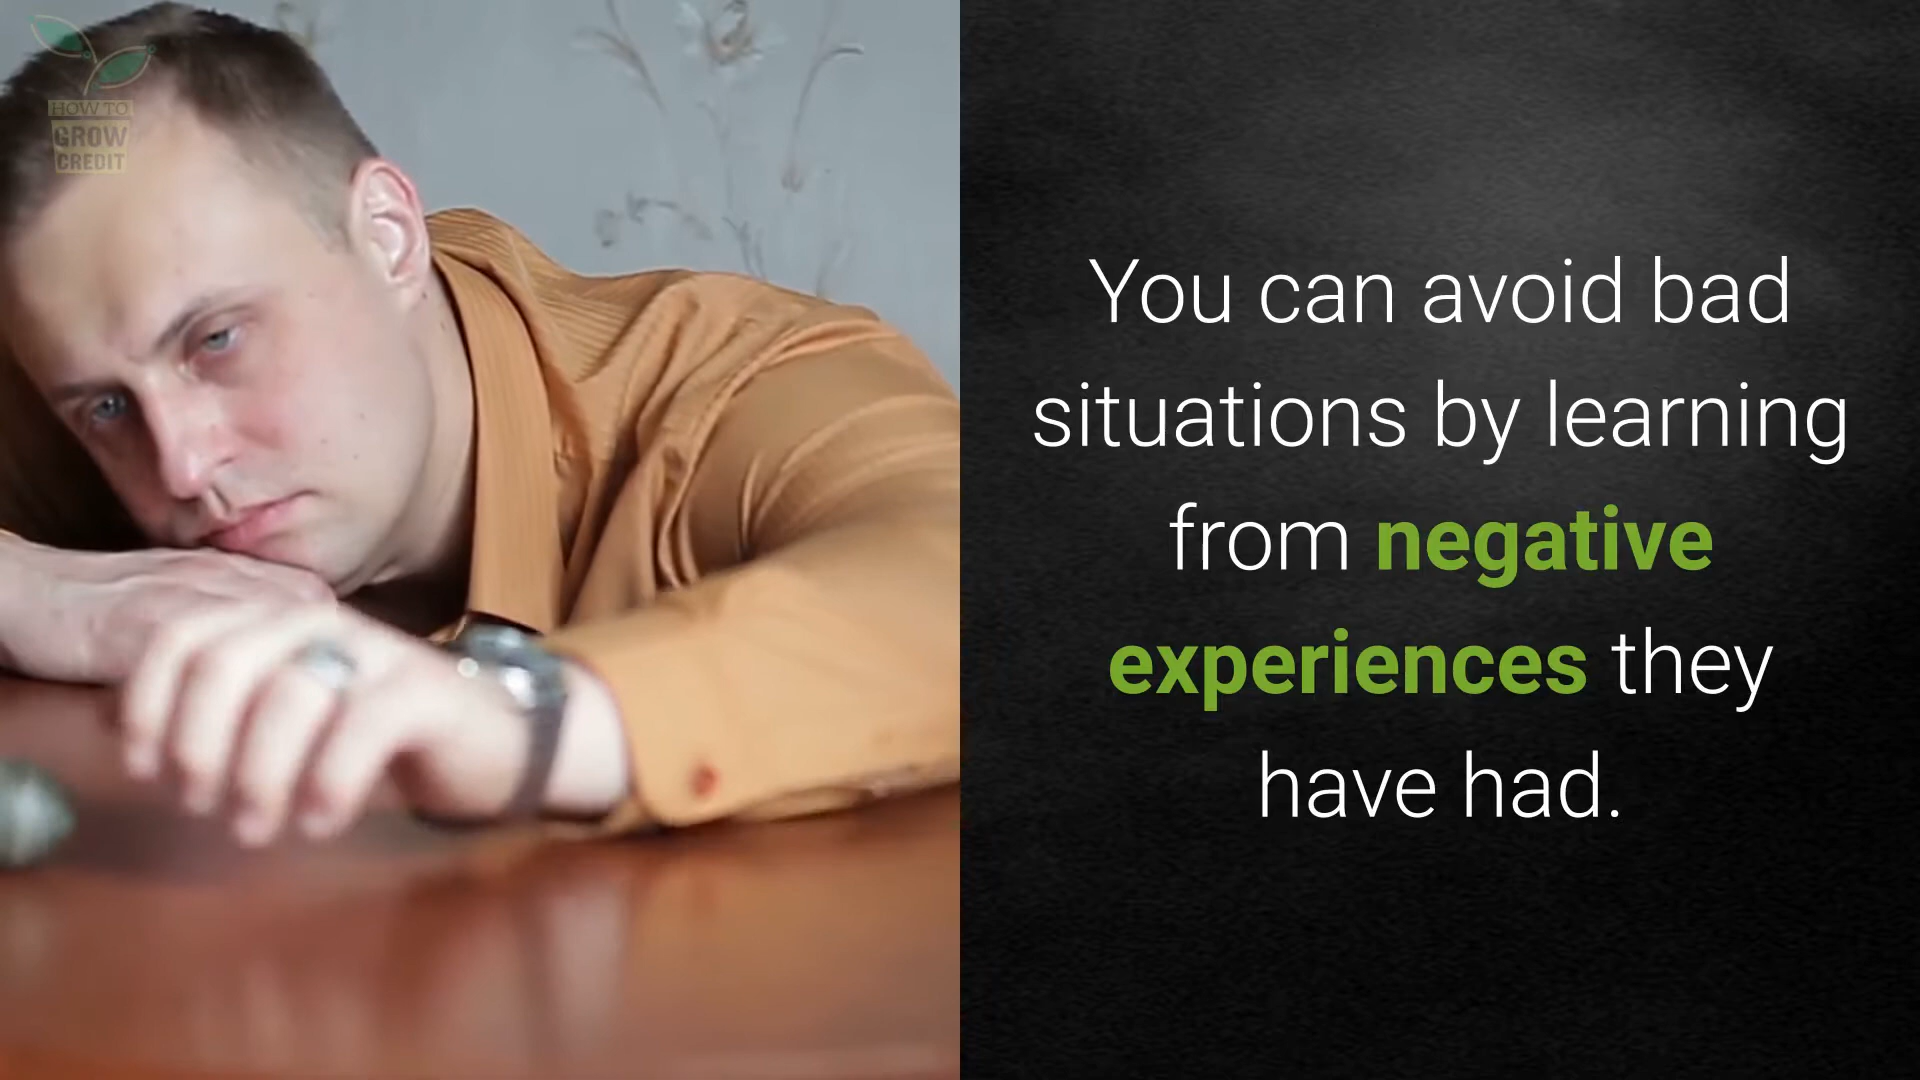 HOW TO
GROW
CREDIT
You can avoid bad
situations by learning
from negative
experiences they
have had.